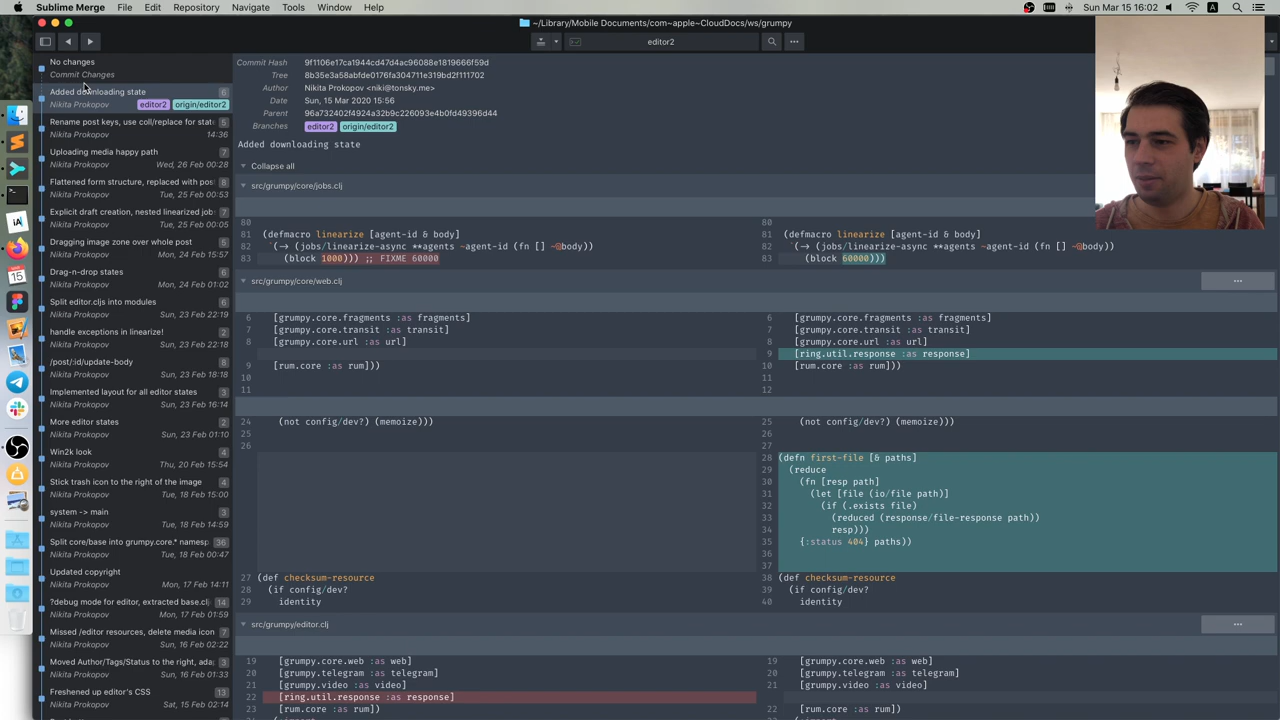 Sublime Merge File Edit Repository Navigate Tools Window Help
A Sun Mar 15 16:02
~/Library/Mobile Documents/com~apple~CloudDocs/ws/grumpy
editor2
No changes
Commit Changes
Added downloading state 6
Nikita Prokopov editor2 origin/editor2
Rename post keys, use coll/replace for stat 5
Nikita Prokopov 14:36
Uploading media happy path 7
Nikita Prokopov Wed, 26 Feb 00:28
Flattened form structure, replaced with pos 8
Nikita Prokopov Tue, 25 Feb 00:53
Explicit draft creation, nested linearized job 7
Nikita Prokopov Tue, 25 Feb 00:05
Dragging image zone over whole post 5
Nikita Prokopov Mon, 24 Feb 15:57
Drag-n-drop states 6
Nikita Prokopov Mon, 24 Feb 01:02
Split editor.cljs into modules 6
Nikita Prokopov Sun, 23 Feb 22:19
handle exceptions in linearize! 2
Nikita Prokopov Sun, 23 Feb 22:18
/post/:id/update-body 8
Nikita Prokopov Sun, 23 Feb 18:18
Implemented layout for all editor states 3
Nikita Prokopov Sun, 23 Feb 16:14
More editor states 2
Nikita Prokopov Sun, 23 Feb 01:10
Win2k look 4
Nikita Prokopov Thu, 20 Feb 15:54
Stick trash icon to the right of the image 4
Nikita Prokopov Tue, 18 Feb 15:00
system -> main 3
Nikita Prokopov Tue, 18 Feb 14:59
Split core/base into grumpy.core.* namesp 36
Nikita Prokopov Tue, 18 Feb 00:47
Updated copyright
Nikita Prokopov Mon, 17 Feb 14:11
?debug mode for editor, extracted base.clj 14
Nikita Prokopov Mon, 17 Feb 01:59
Missed /editor resources, delete media icon 7
Nikita Prokopov Sun, 16 Feb 02:22
Moved Author/Tags/Status to the right, ada 3
Nikita Prokopov Sun, 16 Feb 01:33
Freshened up editor's CSS 13
Nikita Prokopov Sat, 15 Feb 02:14
Commit Hash 9f1106e17ca1944cd47d4ac96088e1819666f59d
Tree 8b35e3a58abfde0176fa304711e319bd2f111702
Author Nikita Prokopov <niki@tonsky.me>
Date Sun, 15 Mar 2020 15:56
Parent 96a732402f4924a32b9c226093e4b0fd49396d44
Branches editor2 origin/editor2
Added downloading state
Collapse all
src/grumpy/core/jobs.clj
80 80
81 (defmacro linearize [agent-id & body) 81 (defmacro linearize [agent-id & body]
82 `(-> (jobs/linearize-async **agents ~agent-id (fn [] ~@body)) 82 `(-> (jobs/linearize-async **agents ~agent-id (fn [] ~@body))
83 (block 1000))) ;; FIXME 60000 83 (block 60000)))
src/grumpy/core/web.clj ...
6 [grumpy.core.fragments :as fragments] 6 [grumpy.core.fragments :as fragments]
7 [grumpy.core.transit :as transit] 7 [grumpy.core.transit :as transit]
8 [grumpy.core.url :as url] 8 [grumpy.core.url :as url]
9 [ring.util.response :as response]
9 [rum.core :as rum])) 10 [rum.core :as rum]))
10 11
11 12
24 (not config/dev?) (memoize))) 25 (not config/dev?) (memoize)))
25 26
26 27
28 (defn first-file [& paths]
29 (reduce
30 (fn [resp path]
31 (let [file (io/file path)]
32 (if (.exists file)
33 (reduced (response/file-response path))
34 resp)))
35 {:status 404} paths))
36
37
27 (def checksum-resource 38 (def checksum-resource
28 (if config/dev? 39 (if config/dev?
29 identity 40 identity
src/grumpy/editor.clj ...
19 [grumpy.core.web :as web] 19 [grumpy.core.web :as web]
20 [grumpy.telegram :as telegram] 20 [grumpy.telegram :as telegram]
21 [grumpy.video :as video] 21 [grumpy.video :as video]
22 [ring.util.response :as response]
23 [rum.core :as rum]) 22 [rum.core :as rum])